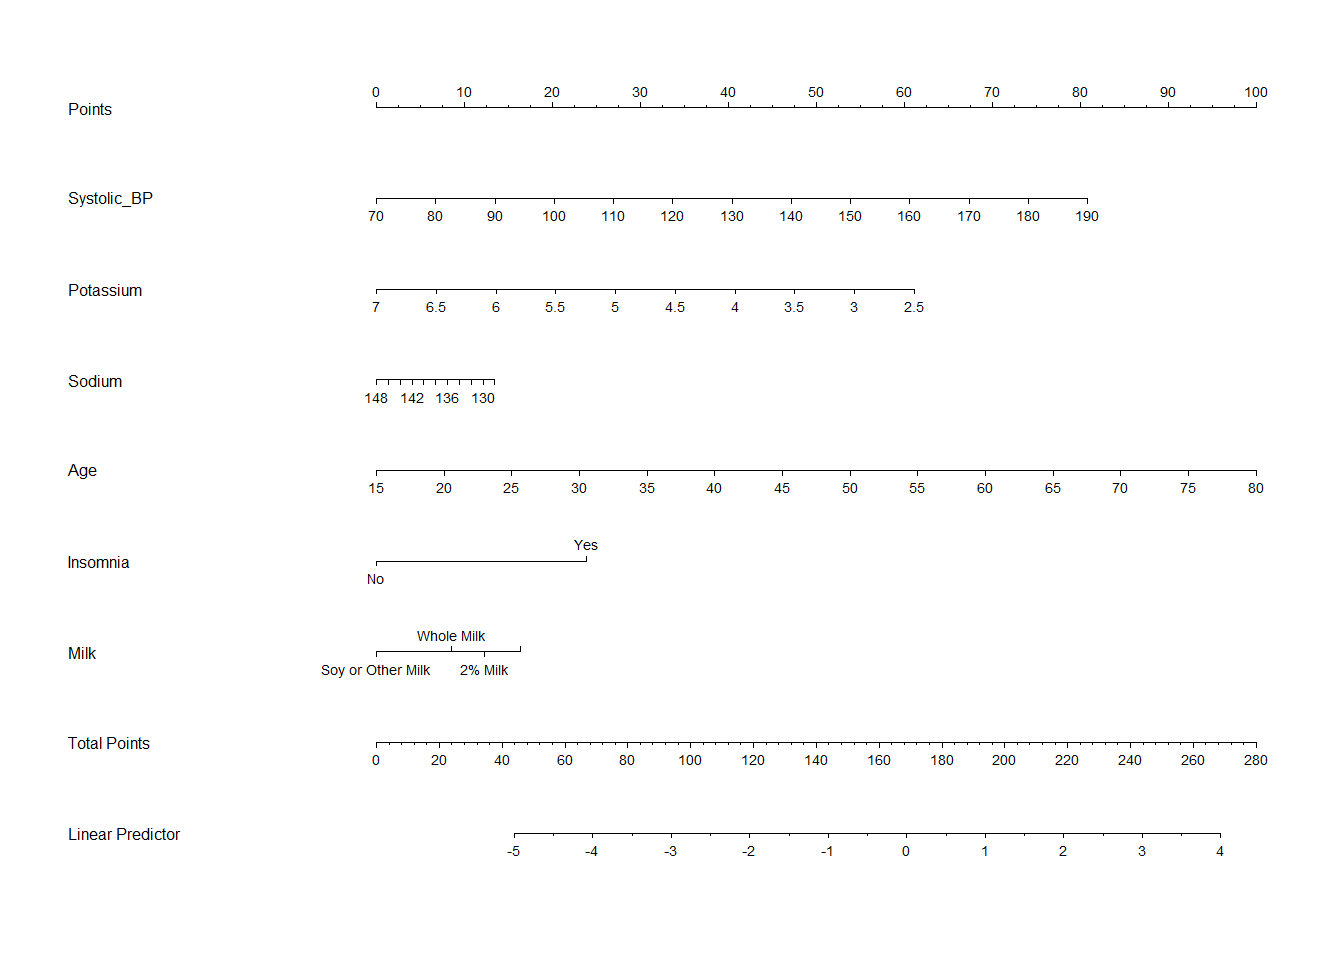 0 10 20 30 40 50 60 70 80 90 100
Points
Systolic_BP
70 80 90 100 110 120 130 140 150 160 170 180 190
Potassium
7 6.5 6 5.5 5 4.5 4 3.5 3 2.5
Sodium
148 142 136 130
Age
15 20 25 30 35 40 45 50 55 60 65 70 75 80
Yes
Insomnia
No
Whole Milk
Milk
Soy or Other Milk 2% Milk
Total Points
0 20 40 60 80 100 120 140 160 180 200 220 240 260 280
Linear Predictor
-5 -4 -3 -2 -1 0 1 2 3 4